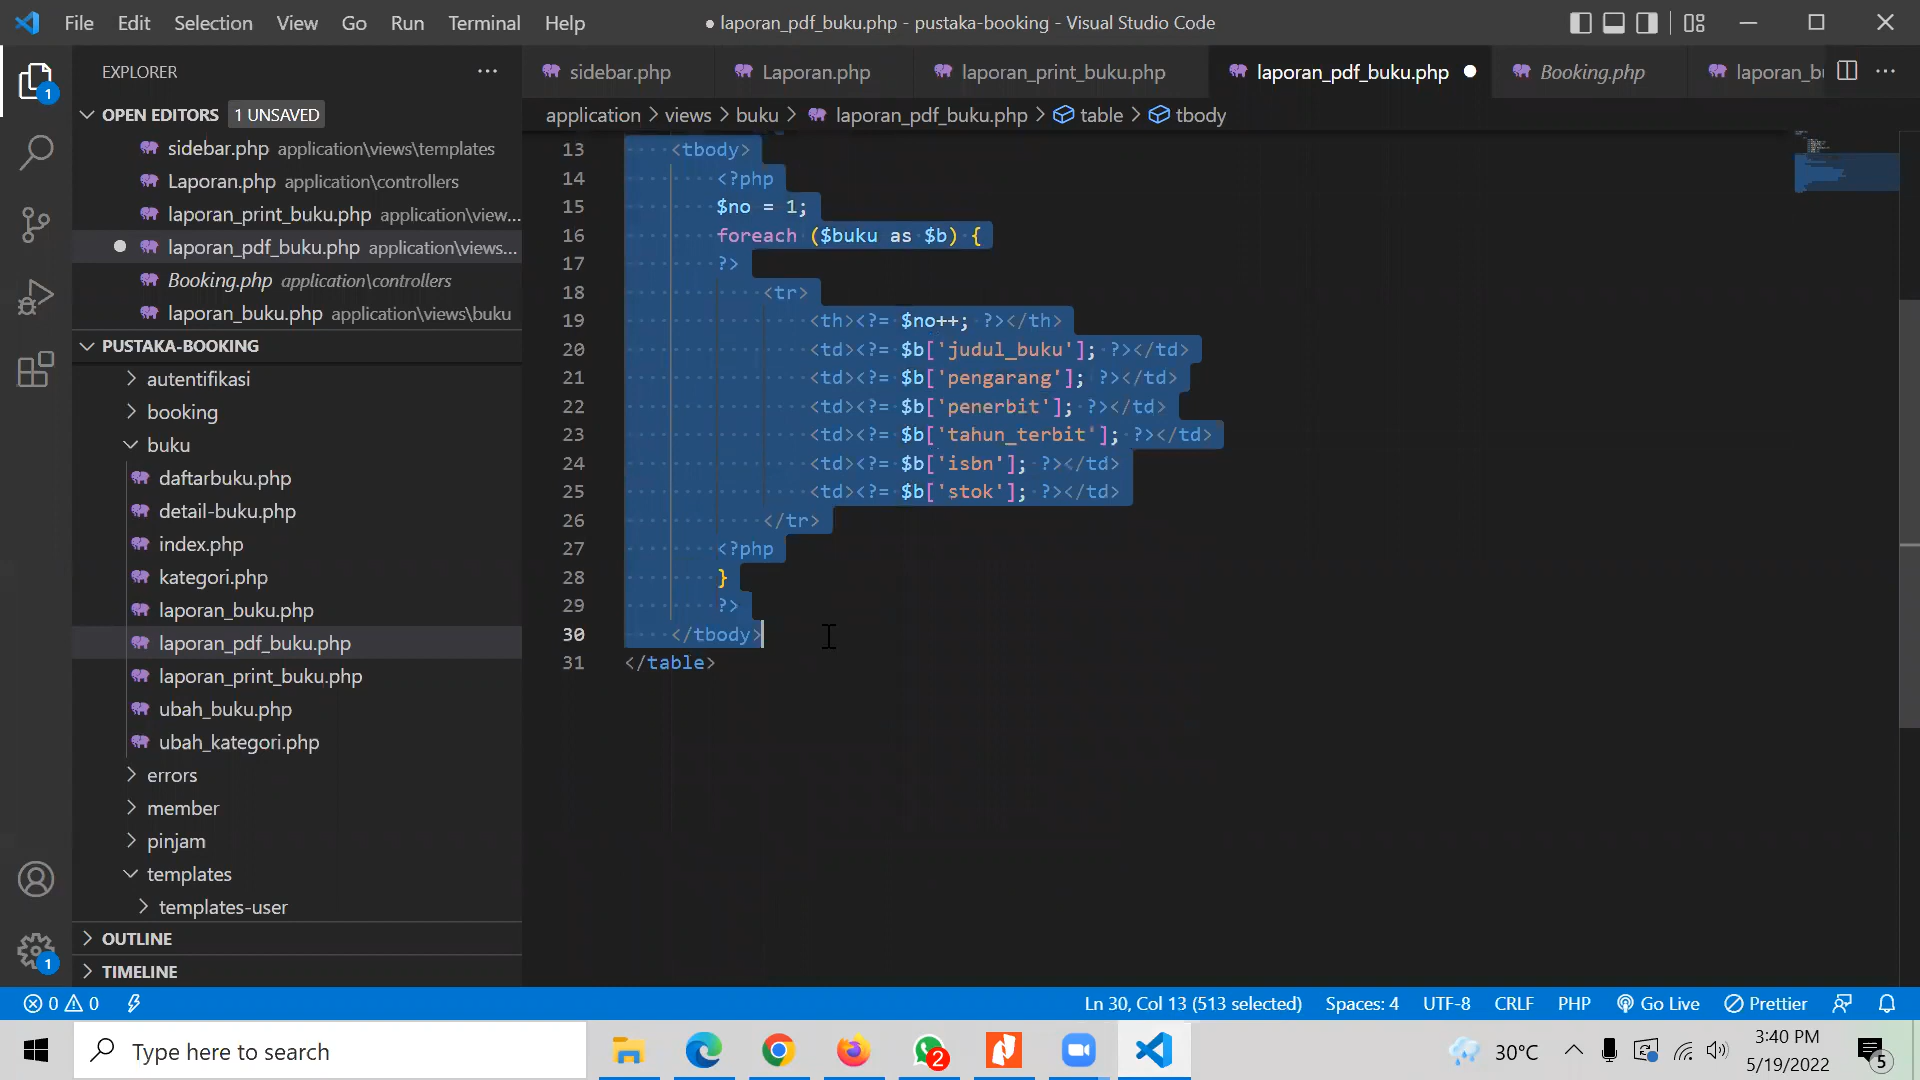 File Edit Selection View Go Run Terminal Help
● laporan_pdf_buku.php - pustaka-booking - Visual Studio Code
EXPLORER
OPEN EDITORS 1 UNSAVED
sidebar.php application\views\templates
Laporan.php application\controllers
laporan_print_buku.php application\view...
laporan_pdf_buku.php application\views...
Booking.php application\controllers
laporan_buku.php application\views\buku
PUSTAKA-BOOKING
autentifikasi
booking
buku
daftarbuku.php
detail-buku.php
index.php
kategori.php
laporan_buku.php
laporan_pdf_buku.php
laporan_print_buku.php
ubah_buku.php
ubah_kategori.php
errors
member
pinjam
templates
templates-user
OUTLINE
TIMELINE
1
1
sidebar.php Laporan.php laporan_print_buku.php laporan_pdf_buku.php Booking.php laporan_bu
application > views > buku > laporan_pdf_buku.php > table > tbody
13 <tbody>
14 <?php
15 $no = 1;
16 foreach ($buku as $b) {
17 ?>
18 <tr>
19 <th><?= $no++; ?></th>
20 <td><?= $b['judul_buku']; ?></td>
21 <td><?= $b['pengarang']; ?></td>
22 <td><?= $b['penerbit']; ?></td>
23 <td><?= $b['tahun_terbit']; ?></td>
24 <td><?= $b['isbn']; ?></td>
25 <td><?= $b['stok']; ?></td>
26 </tr>
27 <?php
28 }
29 ?>
30 </tbody>
31 </table>
0 0 Ln 30, Col 13 (513 selected) Spaces: 4 UTF-8 CRLF PHP Go Live Prettier
Type here to search
2
30°C
3:40 PM
5/19/2022
5